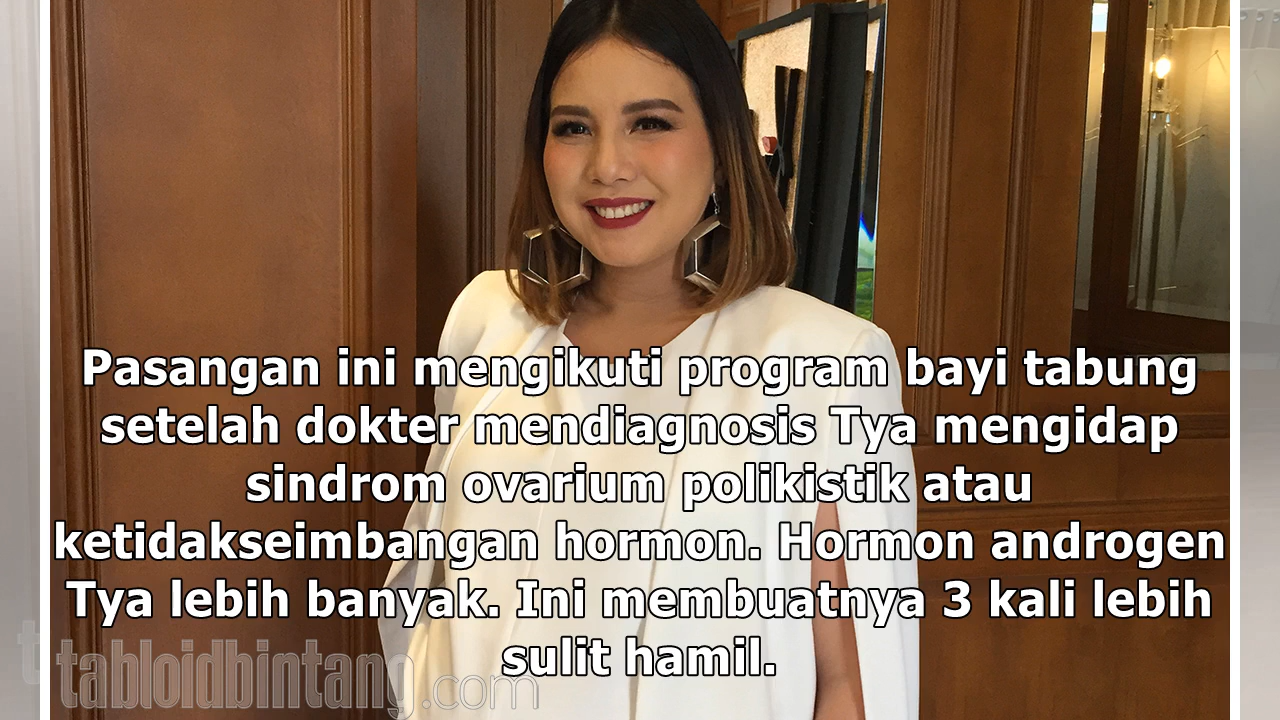 Pasangan ini mengikuti program bayi tabung
setelah dokter mendiagnosis Tya mengidap
sindrom ovarium polikistik atau
ketidakseimbangan hormon. Hormon androgen
Tya lebih banyak. Ini membuatnya 3 kali lebih
sulit hamil.
tabloidbintang.com